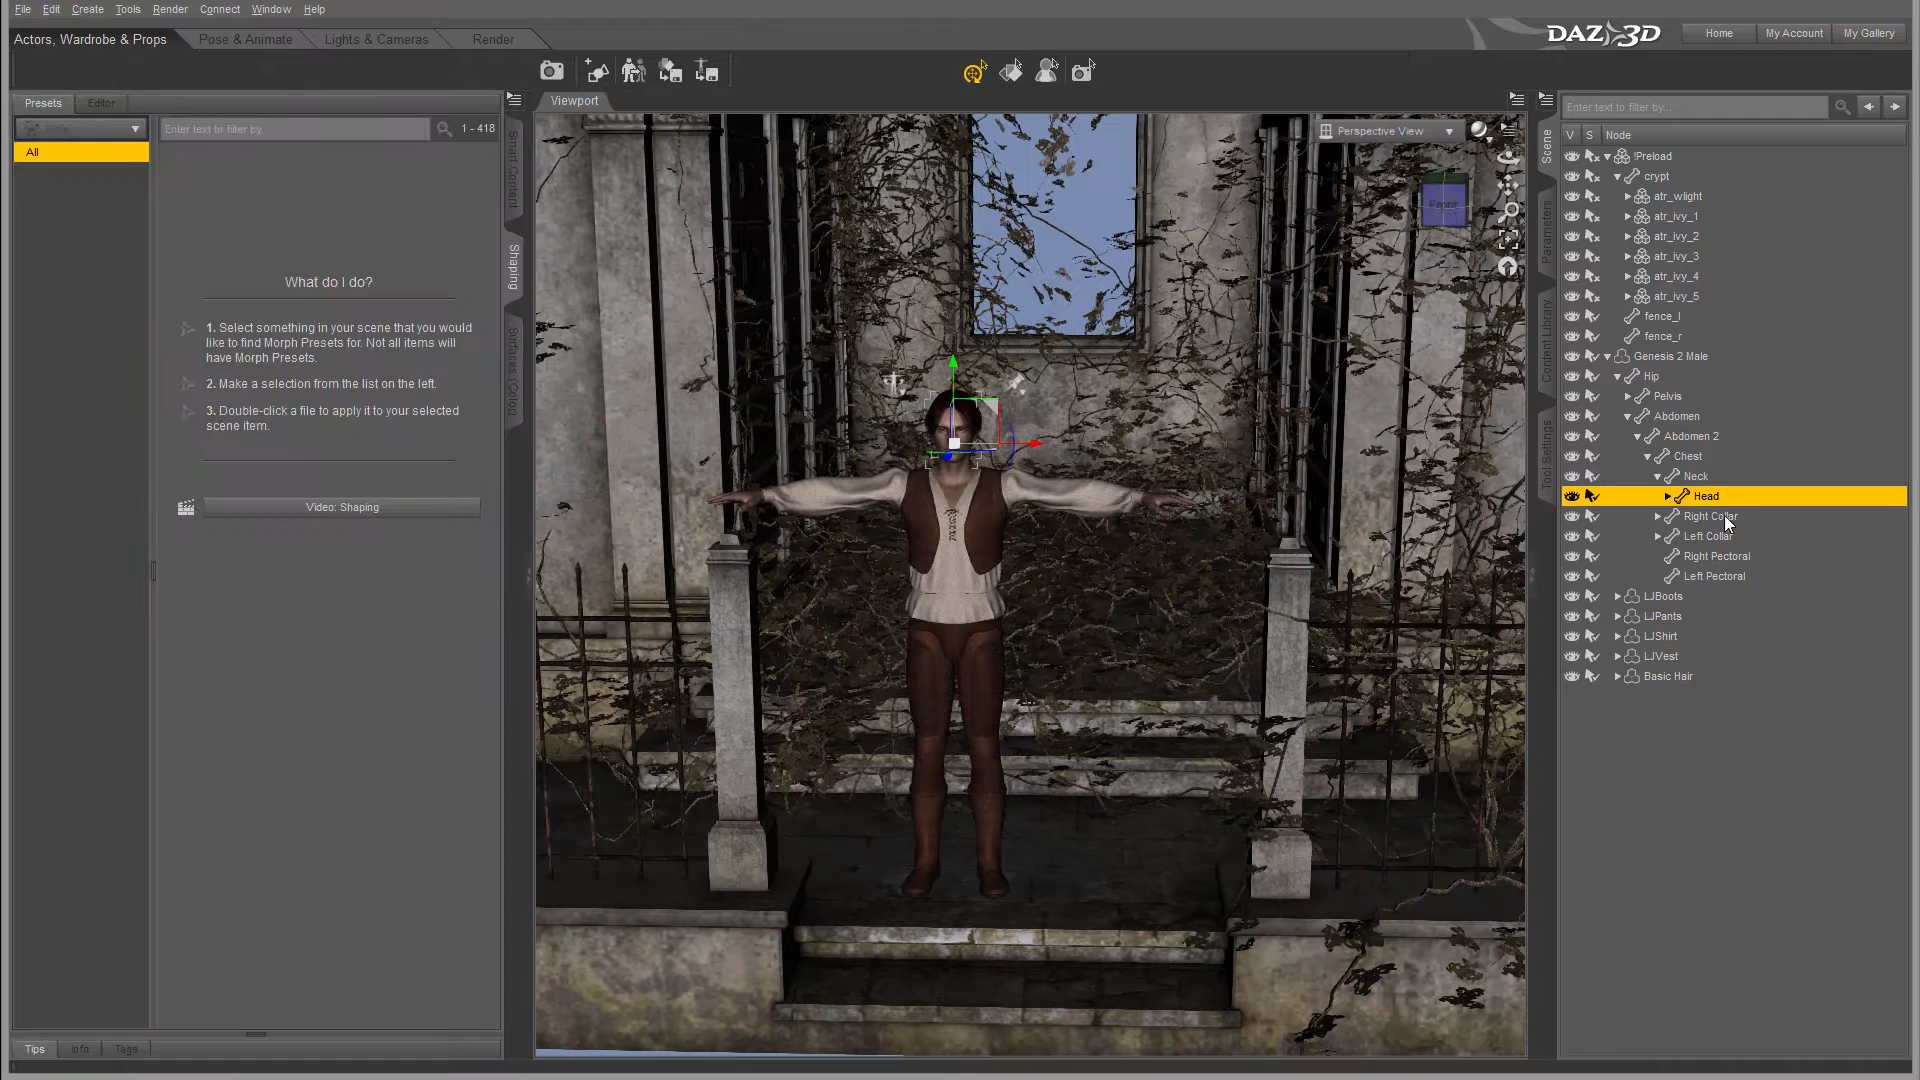 File Edit Create Tools Render Connect Window Help
Actors, Wardrobe & Props Pose & Animate Lights & Cameras Render
DAZ 3D Home My Account My Gallery
Presets Editor
Viewport
Enter text to filter by... 1 - 418
All
Perspective View
Front
Smart Content
Shaping
Surfaces (Color)
What do I do?
1. Select something in your scene that you would
like to find Morph Presets for. Not all items will
have Morph Presets.
2. Make a selection from the list on the left.
3. Double-click a file to apply it to your selected
scene item.
Video: Shaping
Tips Info Tags
Scene
Parameters
Content Library
Tool Settings
Enter text to filter by...
V S Node
!Preload
crypt
atr_wlight
atr_ivy_1
atr_ivy_2
atr_ivy_3
atr_ivy_4
atr_ivy_5
fence_l
fence_r
Genesis 2 Male
Hip
Pelvis
Abdomen
Abdomen 2
Chest
Neck
Head
Right Collar
Left Collar
Right Pectoral
Left Pectoral
LJBoots
LJPants
LJShirt
LJVest
Basic Hair